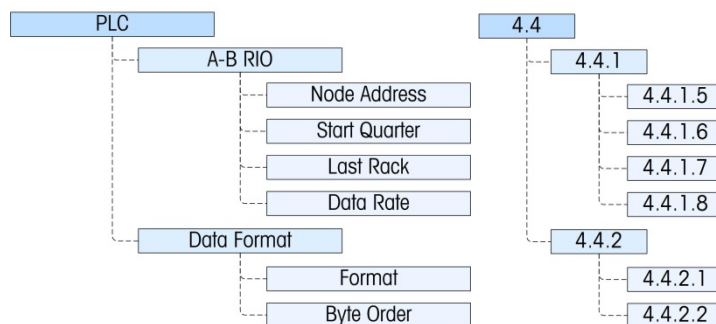 PLC 4.4
A-B RIO 4.4.1
Node Address 4.4.1.5
Start Quarter 4.4.1.6
Last Rack 4.4.1.7
Data Rate 4.4.1.8
Data Format 4.4.2
Format 4.4.2.1
Byte Order 4.4.2.2